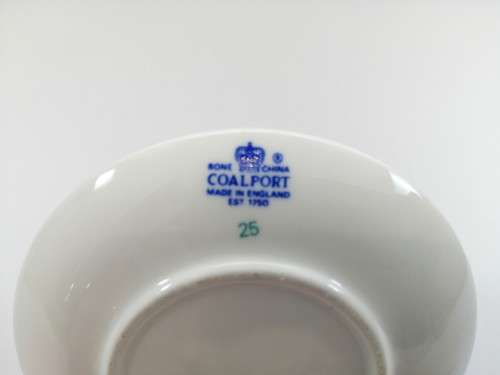 BONE CHINA ®
COALPORT
MADE IN ENGLAND
EST 1750
25